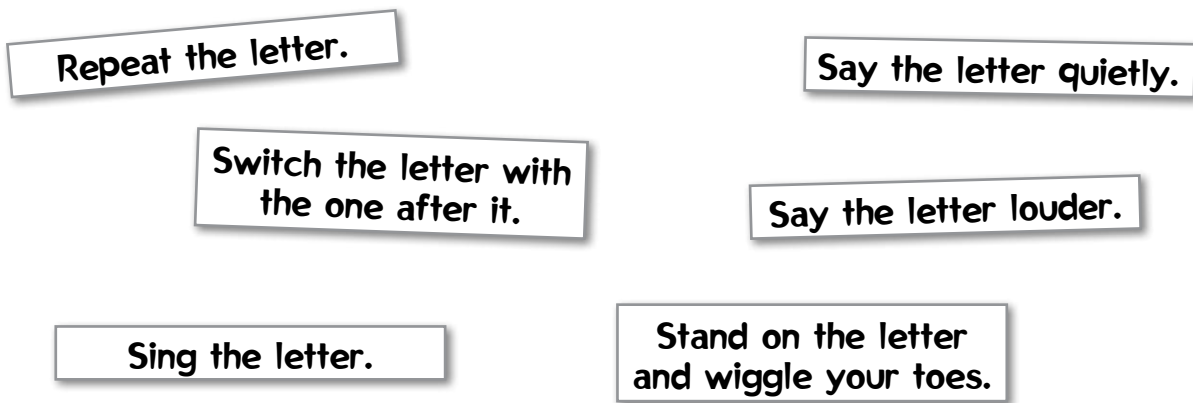 Repeat the letter.
Say the letter quietly.
Switch the letter with
the one after it.
Say the letter louder.
Sing the letter.
Stand on the letter
and wiggle your toes.